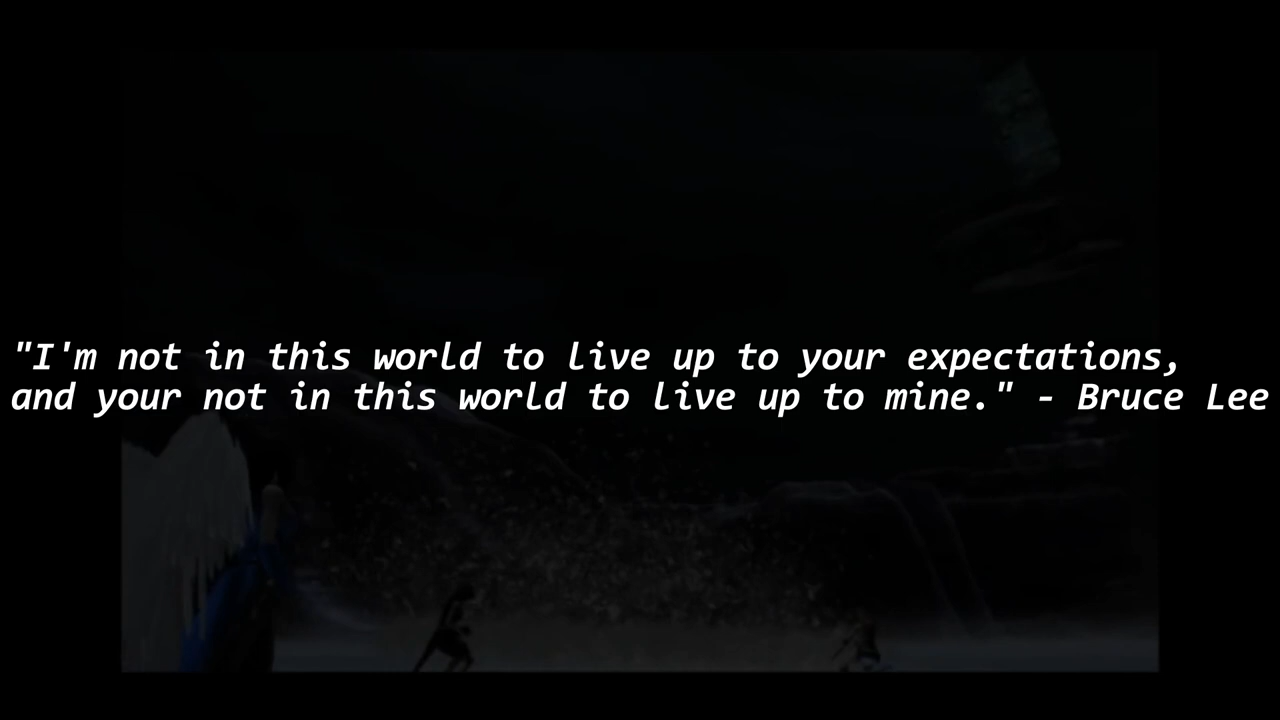 "I'm not in this world to live up to your expectations,
and your not in this world to live up to mine." - Bruce Lee